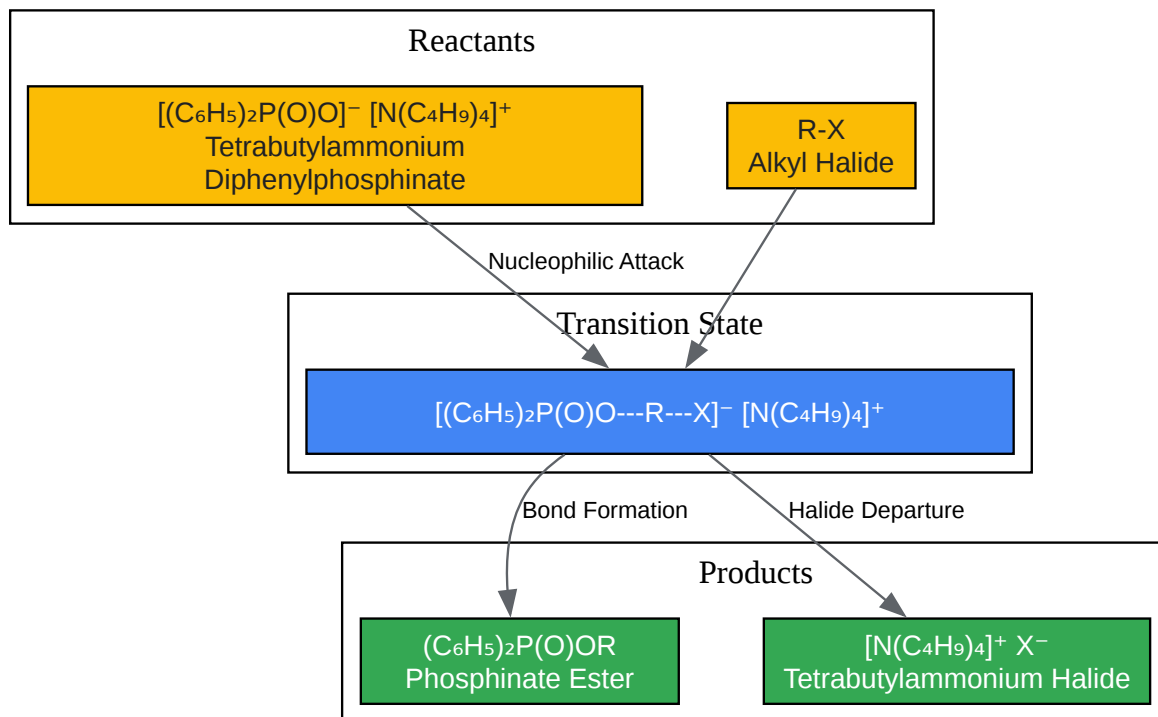 Reactants
[(C₆H₅)₂P(O)O]⁻ [N(C₄H₉)₄]⁺
Tetrabutylammonium
Diphenylphosphinate
R-X
Alkyl Halide
Nucleophilic Attack
Transition State
[(C₆H₅)₂P(O)O---R---X]⁻ [N(C₄H₉)₄]⁺
Bond Formation
Halide Departure
Products
(C₆H₅)₂P(O)OR
Phosphinate Ester
[N(C₄H₉)₄]⁺ X⁻
Tetrabutylammonium Halide